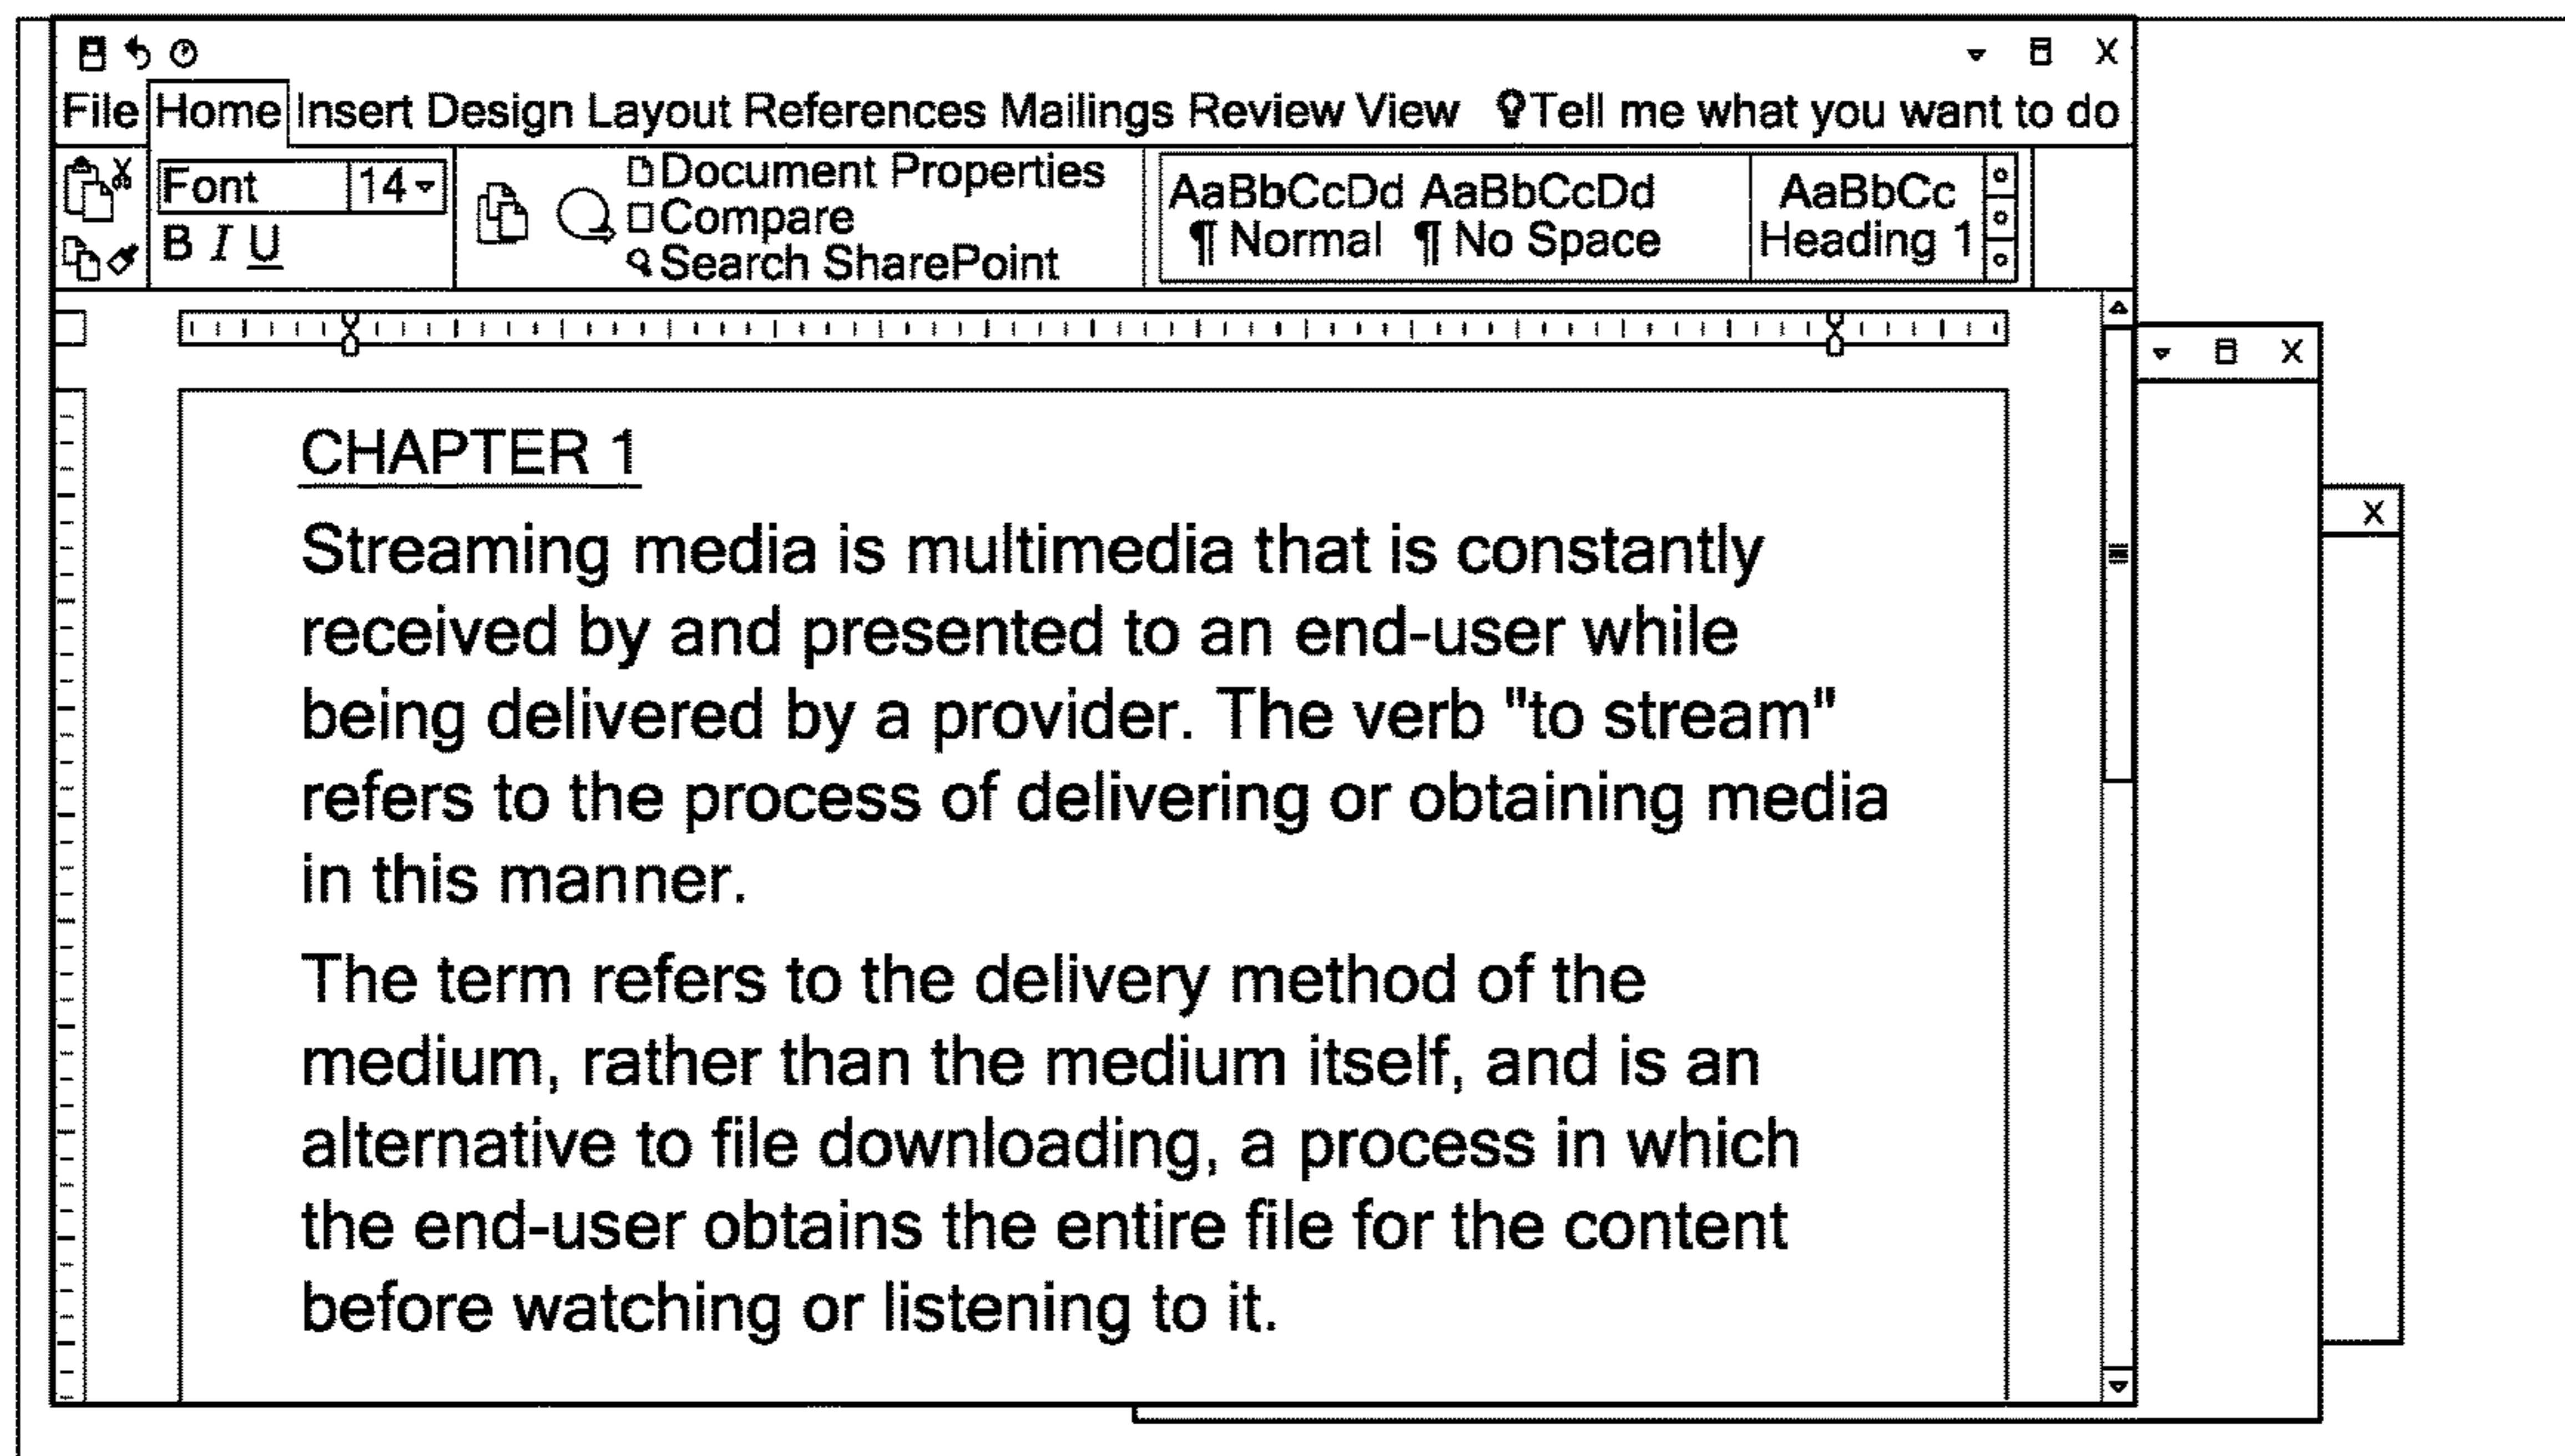 File Home Insert Design Layout References Mailings Review View Tell me what you want to do
Font 14
B I U
Document Properties
Compare
Search SharePoint
AaBbCcDd AaBbCcDd AaBbCc
¶ Normal ¶ No Space Heading 1
CHAPTER 1
Streaming media is multimedia that is constantly
received by and presented to an end-user while
being delivered by a provider. The verb "to stream"
refers to the process of delivering or obtaining media
in this manner.
The term refers to the delivery method of the
medium, rather than the medium itself, and is an
alternative to file downloading, a process in which
the end-user obtains the entire file for the content
before watching or listening to it.